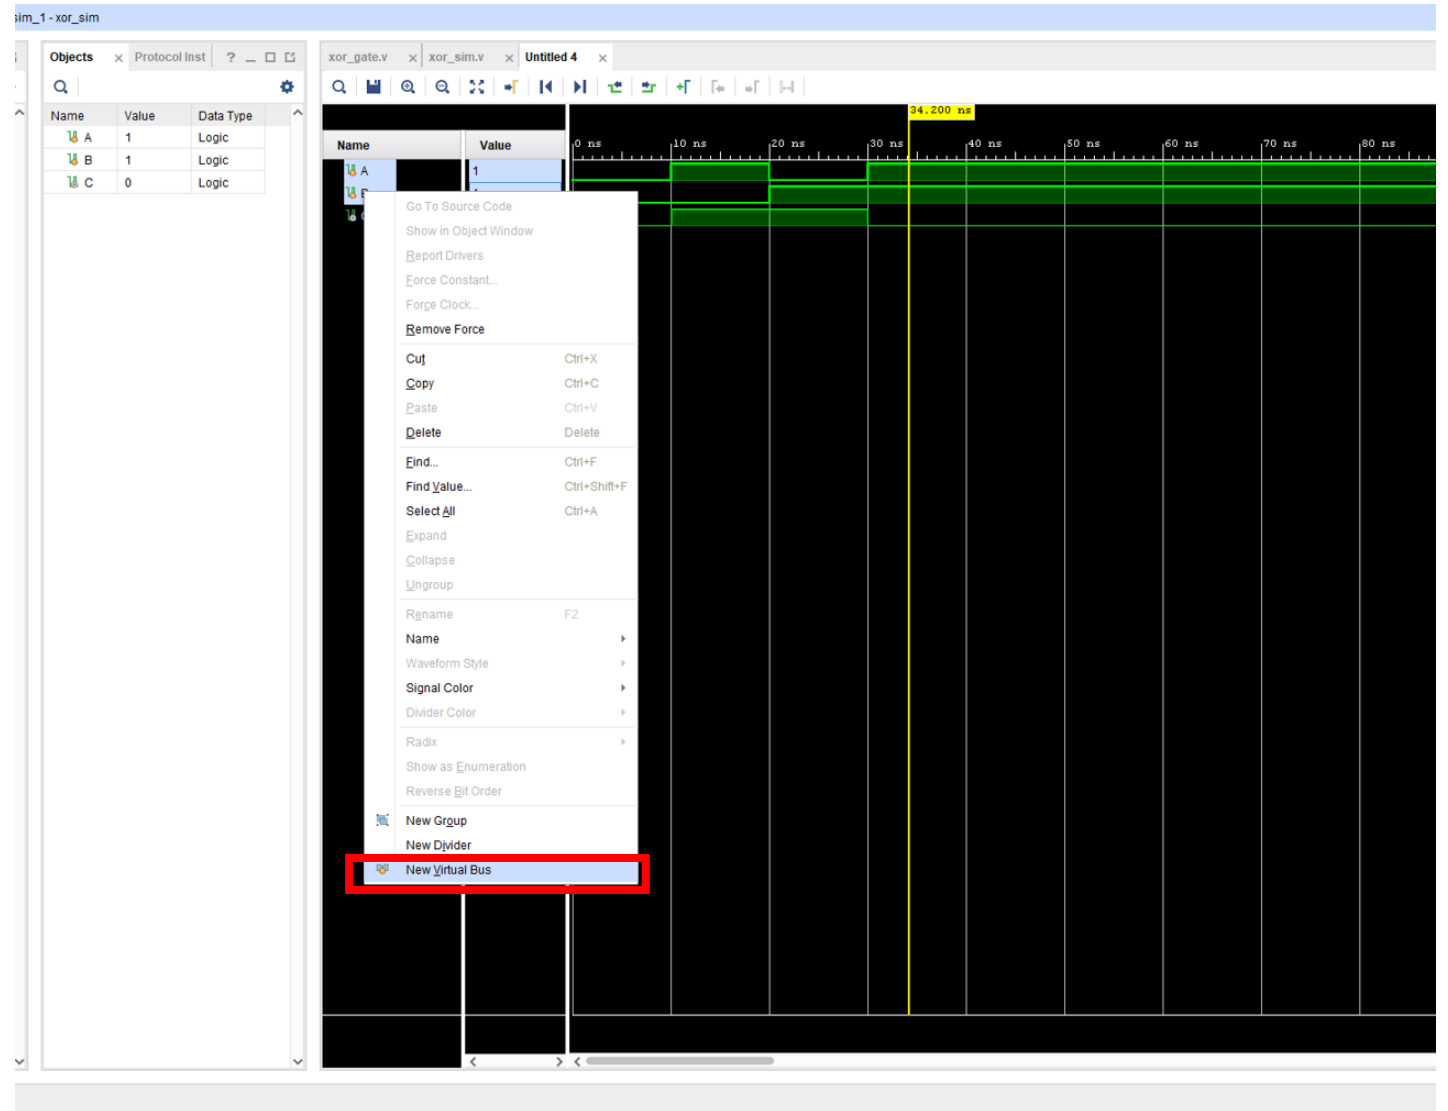 sim_1 - xor_sim
Objects × Protocol Inst ? _
xor_gate.v × xor_sim.v × Untitled 4 ×
Name Value Data Type
A 1 Logic
B 1 Logic
C 0 Logic
34.200 ns
Name Value
0 ns 10 ns 20 ns 30 ns 40 ns 50 ns 60 ns 70 ns 80 ns
A 1
Go To Source Code
Show in Object Window
Report Drivers
Force Constant...
Force Clock...
Remove Force
Cut Ctrl+X
Copy Ctrl+C
Paste Ctrl+V
Delete Delete
Find... Ctrl+F
Find Value... Ctrl+Shift+F
Select All Ctrl+A
Expand
Collapse
Ungroup
Rename F2
Name
Waveform Style
Signal Color
Divider Color
Radix
Show as Enumeration
Reverse Bit Order
New Group
New Divider
New Virtual Bus